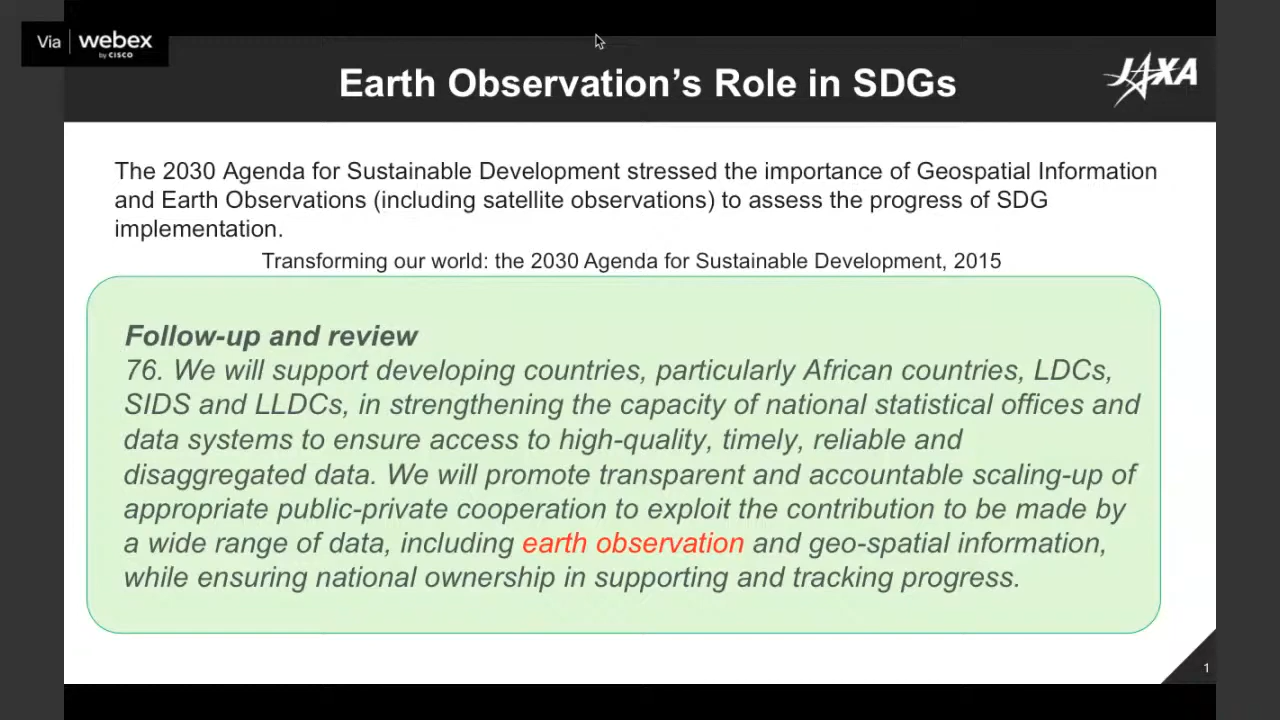 Via webex
by CISCO
Earth Observation’s Role in SDGs
JAXA
The 2030 Agenda for Sustainable Development stressed the importance of Geospatial Information
and Earth Observations (including satellite observations) to assess the progress of SDG
implementation.
Transforming our world: the 2030 Agenda for Sustainable Development, 2015
Follow-up and review
76. We will support developing countries, particularly African countries, LDCs,
SIDS and LLDCs, in strengthening the capacity of national statistical offices and
data systems to ensure access to high-quality, timely, reliable and
disaggregated data. We will promote transparent and accountable scaling-up of
appropriate public-private cooperation to exploit the contribution to be made by
a wide range of data, including earth observation and geo-spatial information,
while ensuring national ownership in supporting and tracking progress.
1